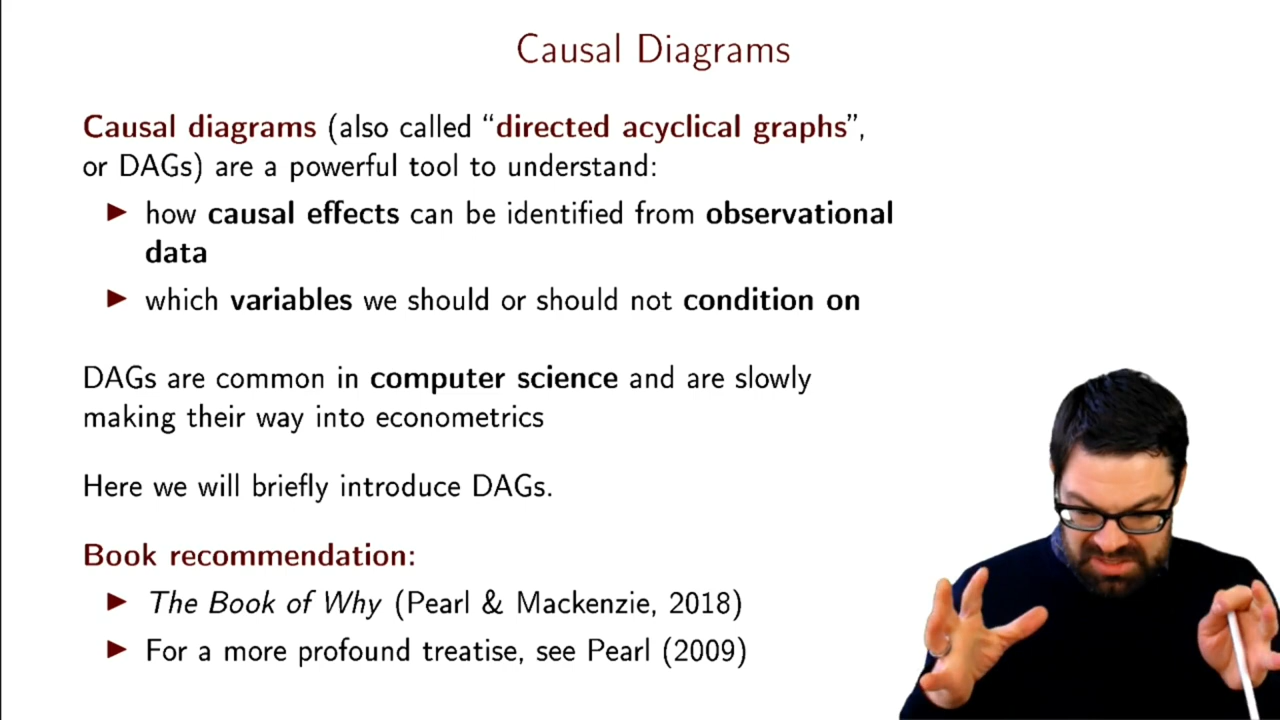 Causal Diagrams
Causal diagrams (also called “directed acyclical graphs”,
or DAGs) are a powerful tool to understand:
▶ how causal effects can be identified from observational
data
▶ which variables we should or should not condition on
DAGs are common in computer science and are slowly
making their way into econometrics
Here we will briefly introduce DAGs.
Book recommendation:
▶ The Book of Why (Pearl & Mackenzie, 2018)
▶ For a more profound treatise, see Pearl (2009)